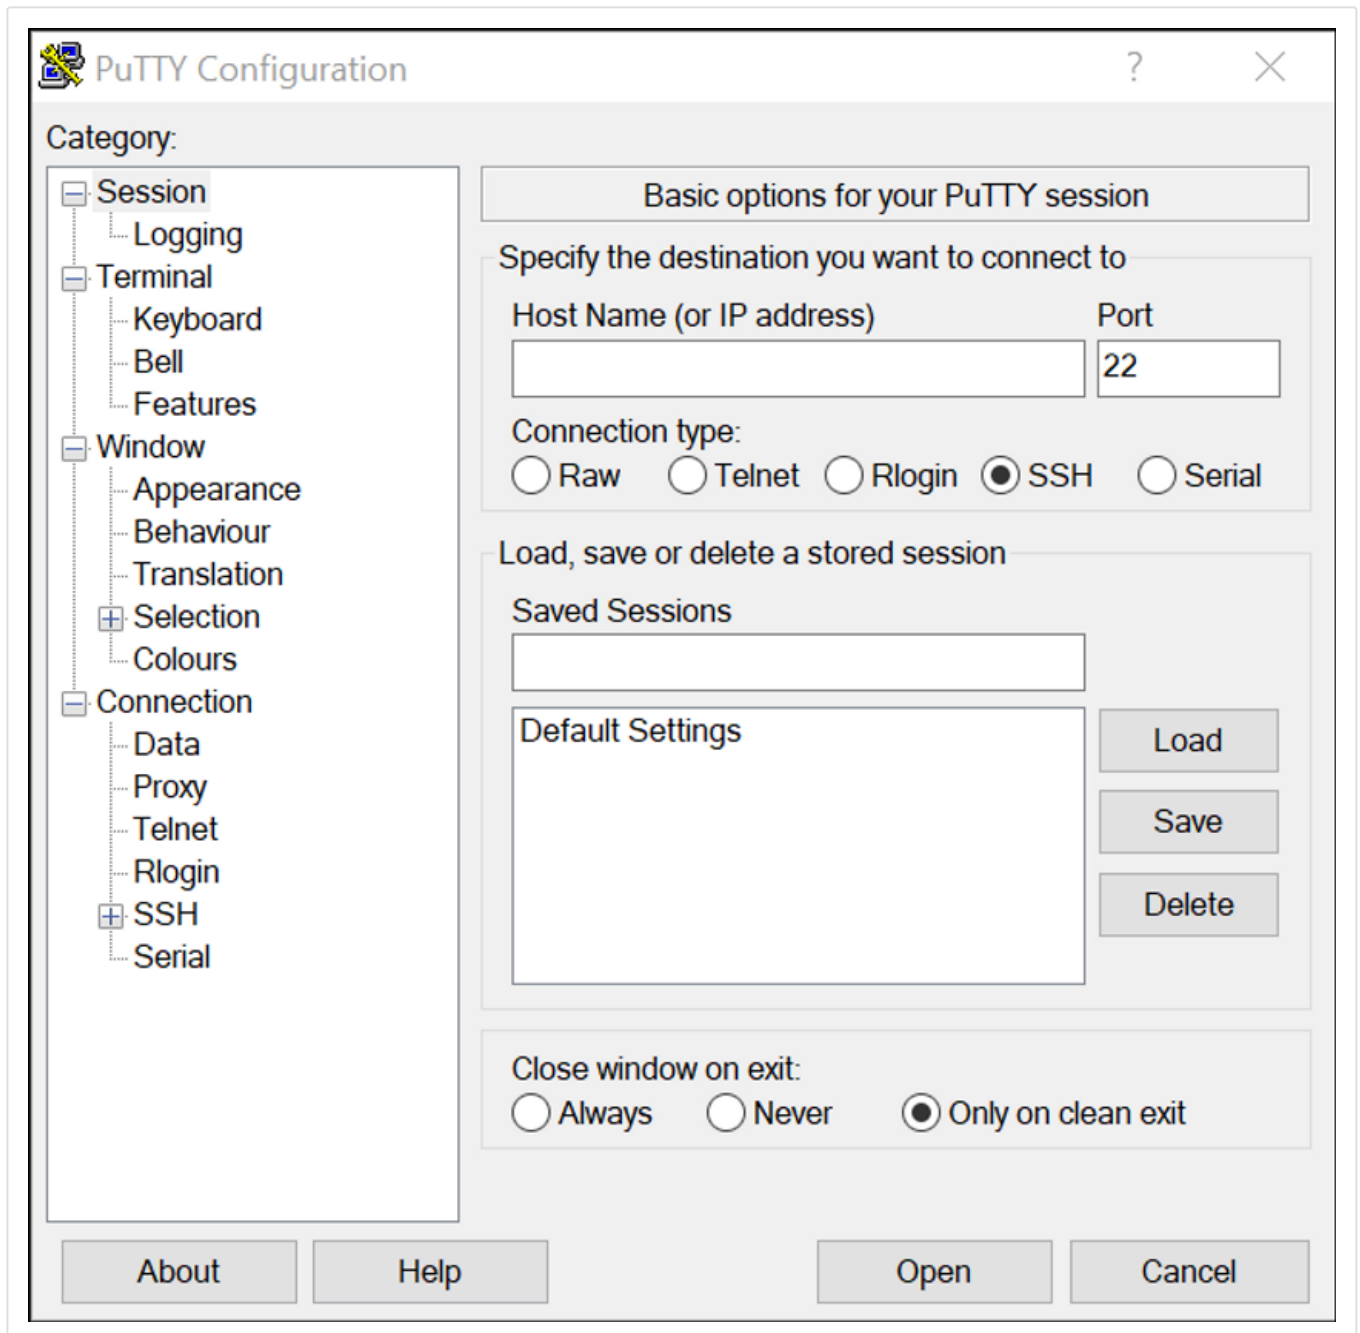 PuTTY Configuration ?
Category:
Session
Logging
Terminal
Keyboard
Bell
Features
Window
Appearance
Behaviour
Translation
Selection
Colours
Connection
Data
Proxy
Telnet
Rlogin
SSH
Serial
Basic options for your PuTTY session
Specify the destination you want to connect to
Host Name (or IP address) Port
22
Connection type:
Raw Telnet Rlogin SSH Serial
Load, save or delete a stored session
Saved Sessions
Default Settings
Load
Save
Delete
Close window on exit:
Always Never Only on clean exit
About Help Open Cancel